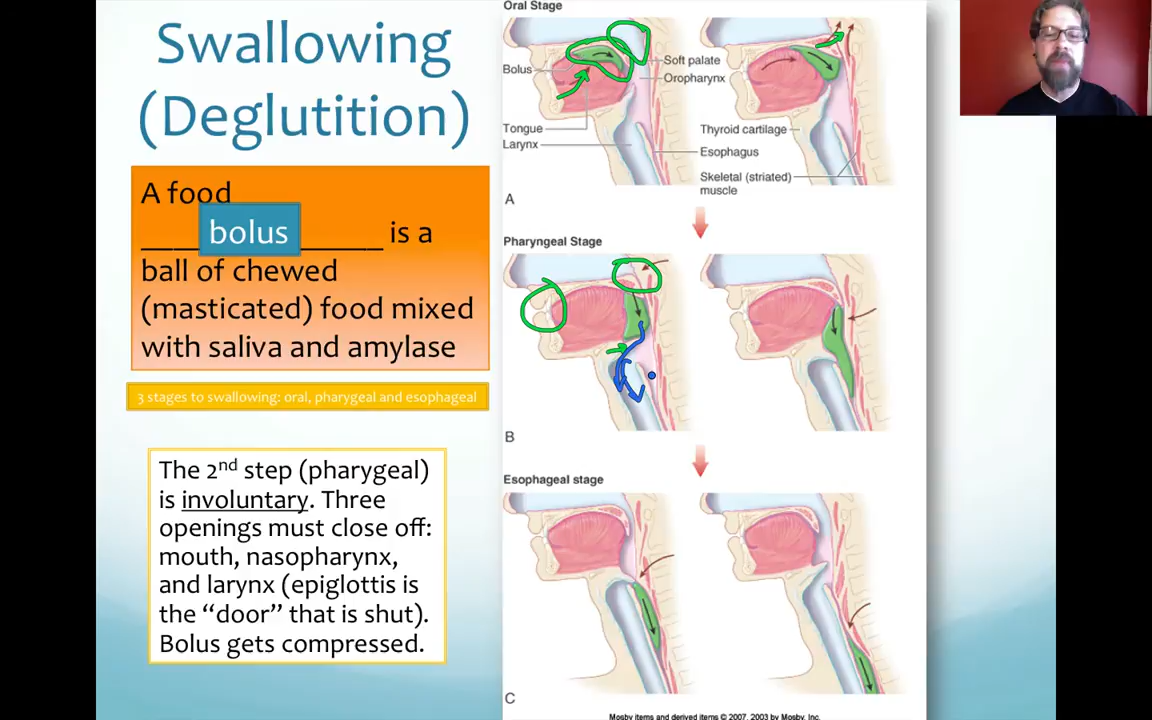 Swallowing
(Deglutition)
A food
___ bolus _____ is a
ball of chewed
(masticated) food mixed
with saliva and amylase
3 stages to swallowing: oral, pharygeal and esophageal
The 2nd step (pharygeal)
is involuntary. Three
openings must close off:
mouth, nasopharynx,
and larynx (epiglottis is
the “door” that is shut).
Bolus gets compressed.
Oral Stage
Bolus
Soft palate
Oropharynx
Tongue
Larynx
Thyroid cartilage
Esophagus
Skeletal (striated)
muscle
A
Pharyngeal Stage
B
Esophageal stage
C
Mosby items and derived items © 2007, 2003 by Mosby, Inc.